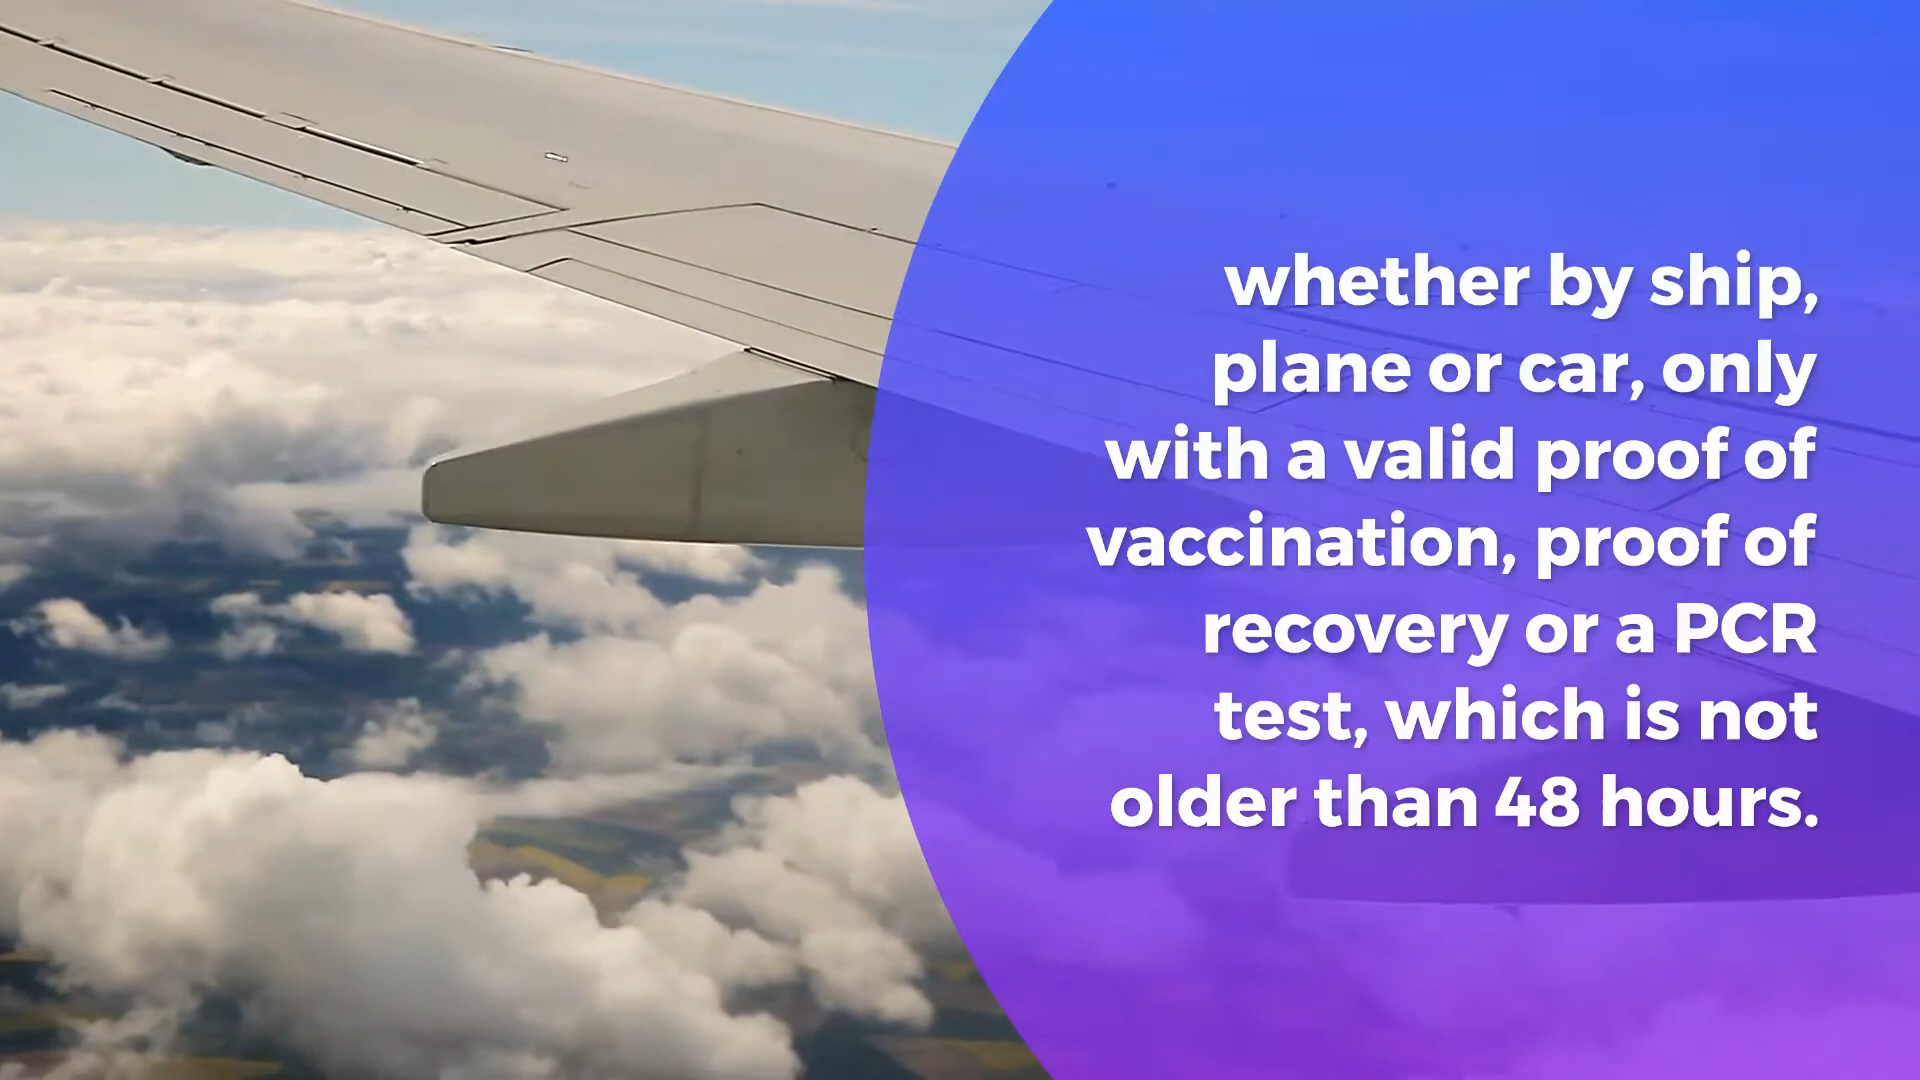 whether by ship,
plane or car, only
with a valid proof of
vaccination, proof of
recovery or a PCR
test, which is not
older than 48 hours.